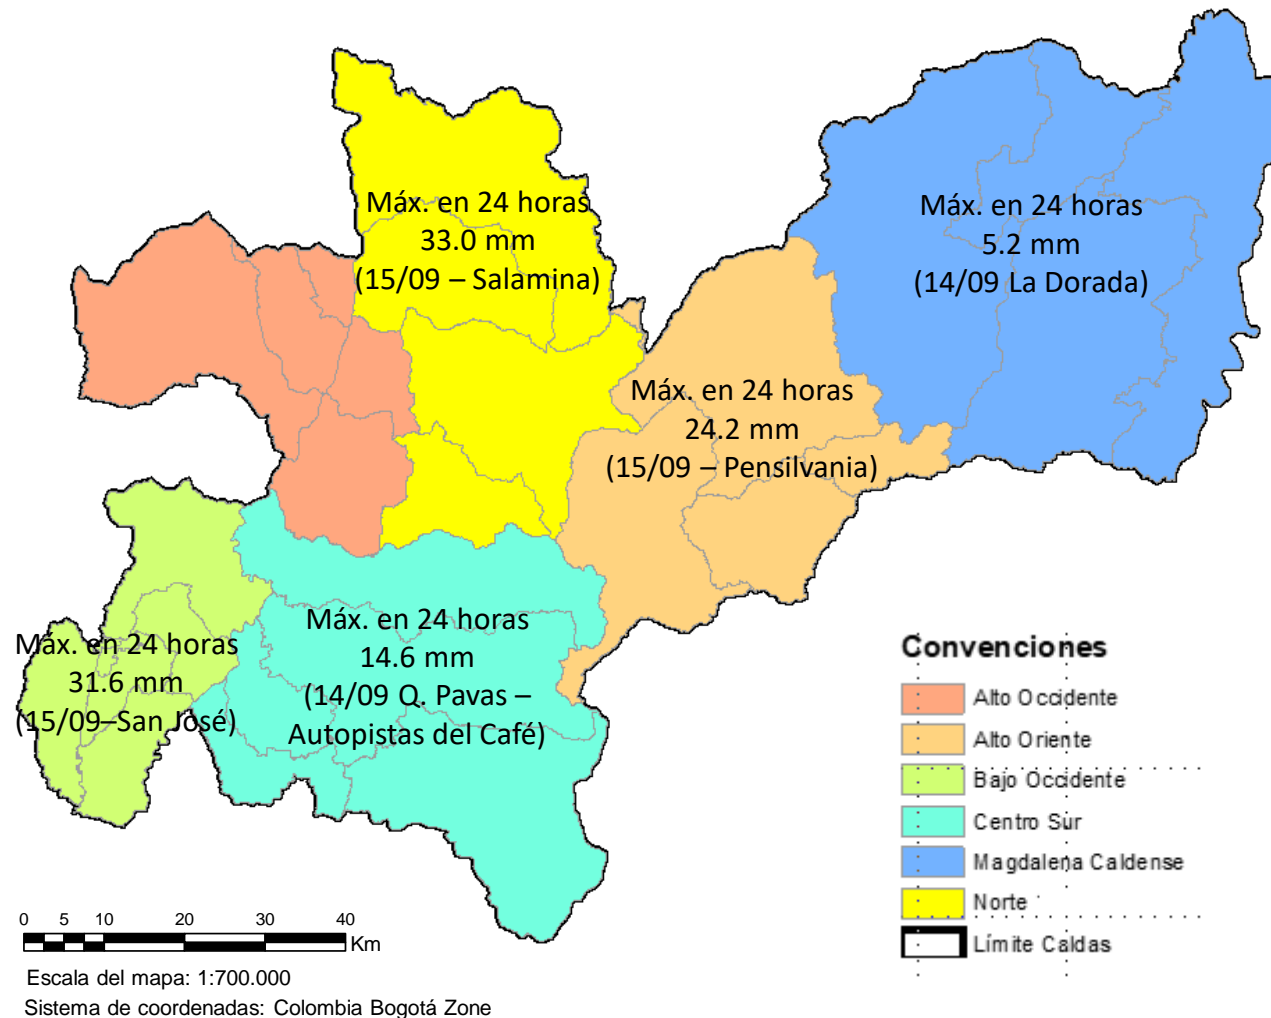 Máx. en 24 horas
33.0 mm
(15/09 – Salamina)
Máx. en 24 horas
5.2 mm
(14/09 La Dorada)
Máx. en 24 horas
24.2 mm
(15/09 – Pensilvania)
Máx. en 24 horas
14.6 mm
(14/09 Q. Pavas –
Autopistas del Café)
Máx. en 24 horas
31.6 mm
(15/09–San José)
Convenciones
Alto Occidente
Alto Oriente
Bajo Occidente
Centro Sur
Magdalena Caldense
Norte
Límite Caldas
0 5 10 20 30 40
Km
Escala del mapa: 1:700.000
Sistema de coordenadas: Colombia Bogotá Zone